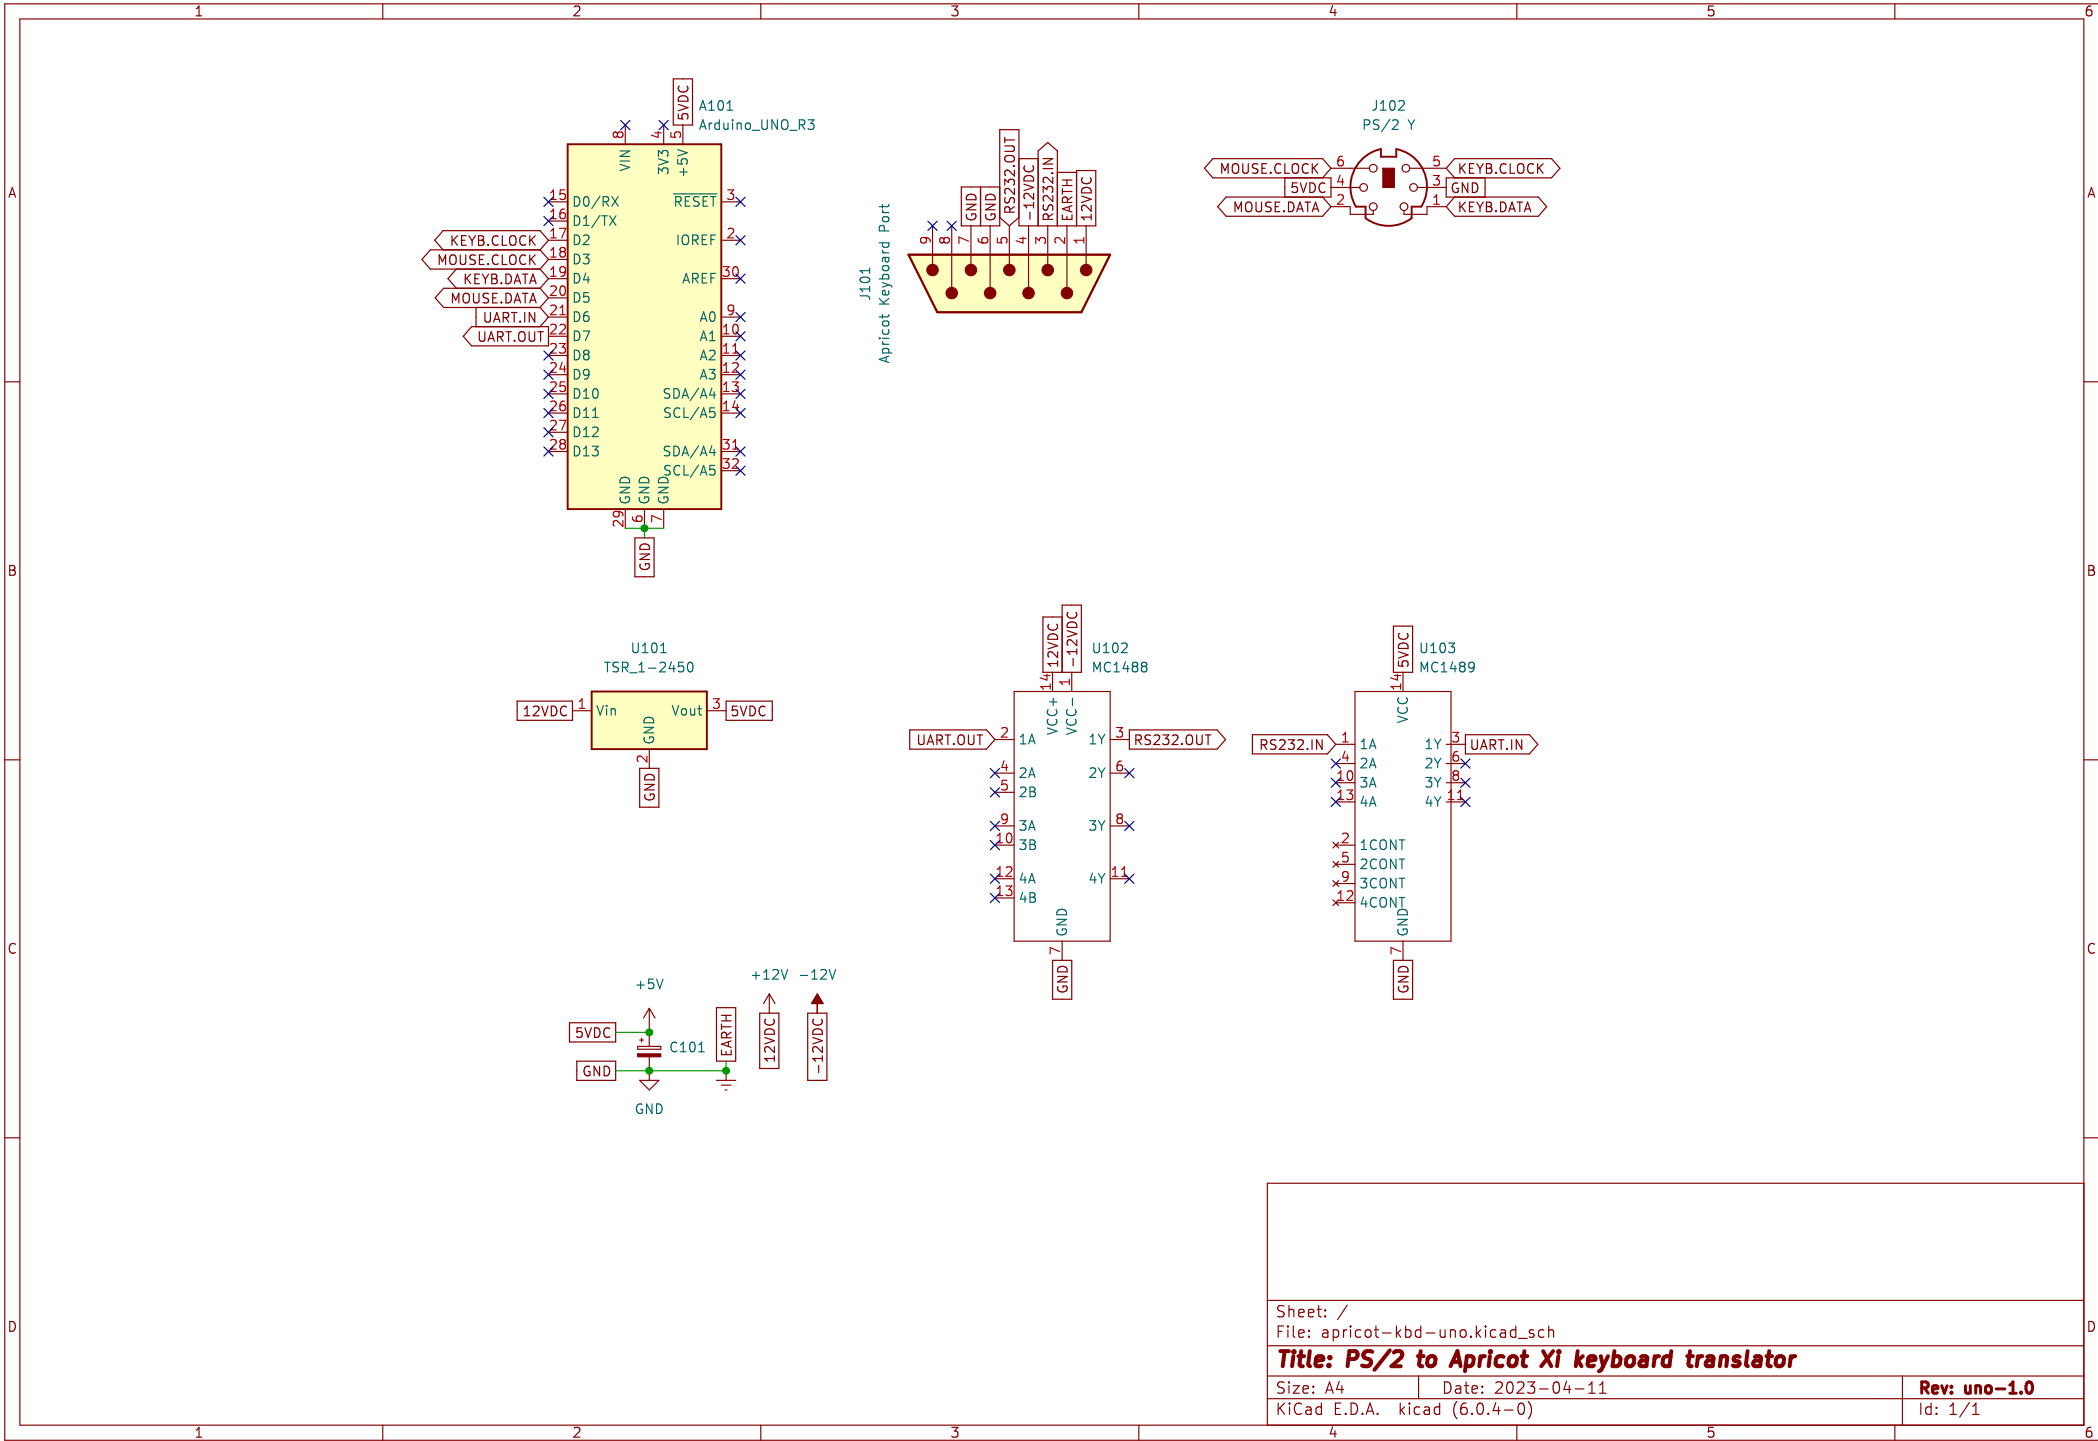 1 2 3 4 5 6
A A
B B
C C
D D
A101
Arduino_UNO_R3
5VDC
8 4 5
VIN 3V3 +5V
15 D0/RX
16 D1/TX
KEYB.CLOCK 17 D2
MOUSE.CLOCK 18 D3
KEYB.DATA 19 D4
MOUSE.DATA 20 D5
UART.IN 21 D6
UART.OUT 22 D7
23 D8
24 D9
25 D10
26 D11
27 D12
28 D13
RESET 3
IOREF 2
AREF 30
A0 9
A1 10
A2 11
A3 12
SDA/A4 13
SCL/A5 14
SDA/A4 31
SCL/A5 32
GND GND GND
29 6 7
GND
J101
Apricot Keyboard Port
GND GND RS232.OUT -12VDC RS232.IN EARTH 12VDC
9 8 7 6 5 4 3 2 1
J102
PS/2 Y
MOUSE.CLOCK 6 5 KEYB.CLOCK
5VDC 4 3 GND
MOUSE.DATA 2 1 KEYB.DATA
U101
TSR_1-2450
12VDC 1 Vin Vout 3 5VDC
GND
2
GND
U102
MC1488
12VDC -12VDC
14 1
VCC+ VCC-
UART.OUT 2 1A 1Y 3 RS232.OUT
4 2A 2Y 6
5 2B
9 3A 3Y 8
10 3B
12 4A 4Y 11
13 4B
GND
7
GND
U103
MC1489
5VDC
14
VCC
RS232.IN 1 1A 1Y 3 UART.IN
4 2A 2Y 6
10 3A 3Y 8
13 4A 4Y 11
2 1CONT
5 2CONT
9 3CONT
12 4CONT
GND
7
GND
+5V
5VDC
+ C101
GND
GND
EARTH
+12V -12V
12VDC -12VDC
Sheet: /
File: apricot-kbd-uno.kicad_sch
Title: PS/2 to Apricot Xi keyboard translator
Size: A4 Date: 2023-04-11 Rev: uno-1.0
KiCad E.D.A. kicad (6.0.4-0) Id: 1/1
1 2 3 4 5 6